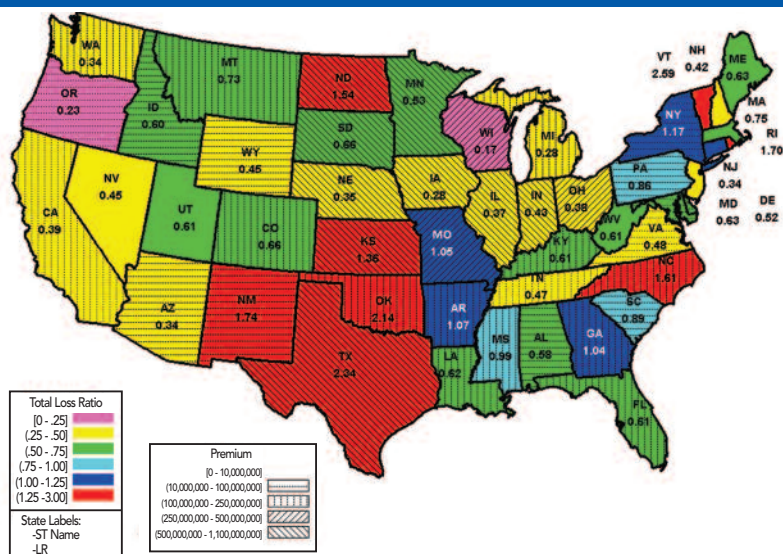 WA
0.34
OR
0.23
CA
0.39
NV
0.45
ID
0.60
MT
0.73
WY
0.45
UT
0.61
CO
0.66
AZ
0.34
NM
1.74
ND
1.54
SD
0.66
NE
0.35
KS
1.36
OK
2.14
TX
2.34
MN
0.53
IA
0.28
MO
1.05
AR
1.07
LA
0.62
WI
0.17
IL
0.37
MI
0.28
IN
0.43
OH
0.38
KY
0.61
TN
0.47
MS
0.99
AL
0.58
GA
1.04
FL
0.61
SC
0.89
NC
1.61
VA
0.48
WV
0.61
PA
0.86
NY
1.17
VT
2.59
NH
0.42
ME
0.63
MA
0.75
RI
1.70
NJ
0.34
MD
0.63
DE
0.52
Total Loss Ratio
[0 - .25]
(.25 - .50]
(.50 - .75]
(.75 - 1.00]
(1.00 - 1.25]
(1.25 -3.00]
State Labels:
-ST Name
-LR
Premium
[0 - 10,000,000]
(10,000,000 - 100,000,000]
(100,000,000 - 250,000,000]
(250,000,000 - 500,000,000]
(500,000,000 - 1,100,000,000]